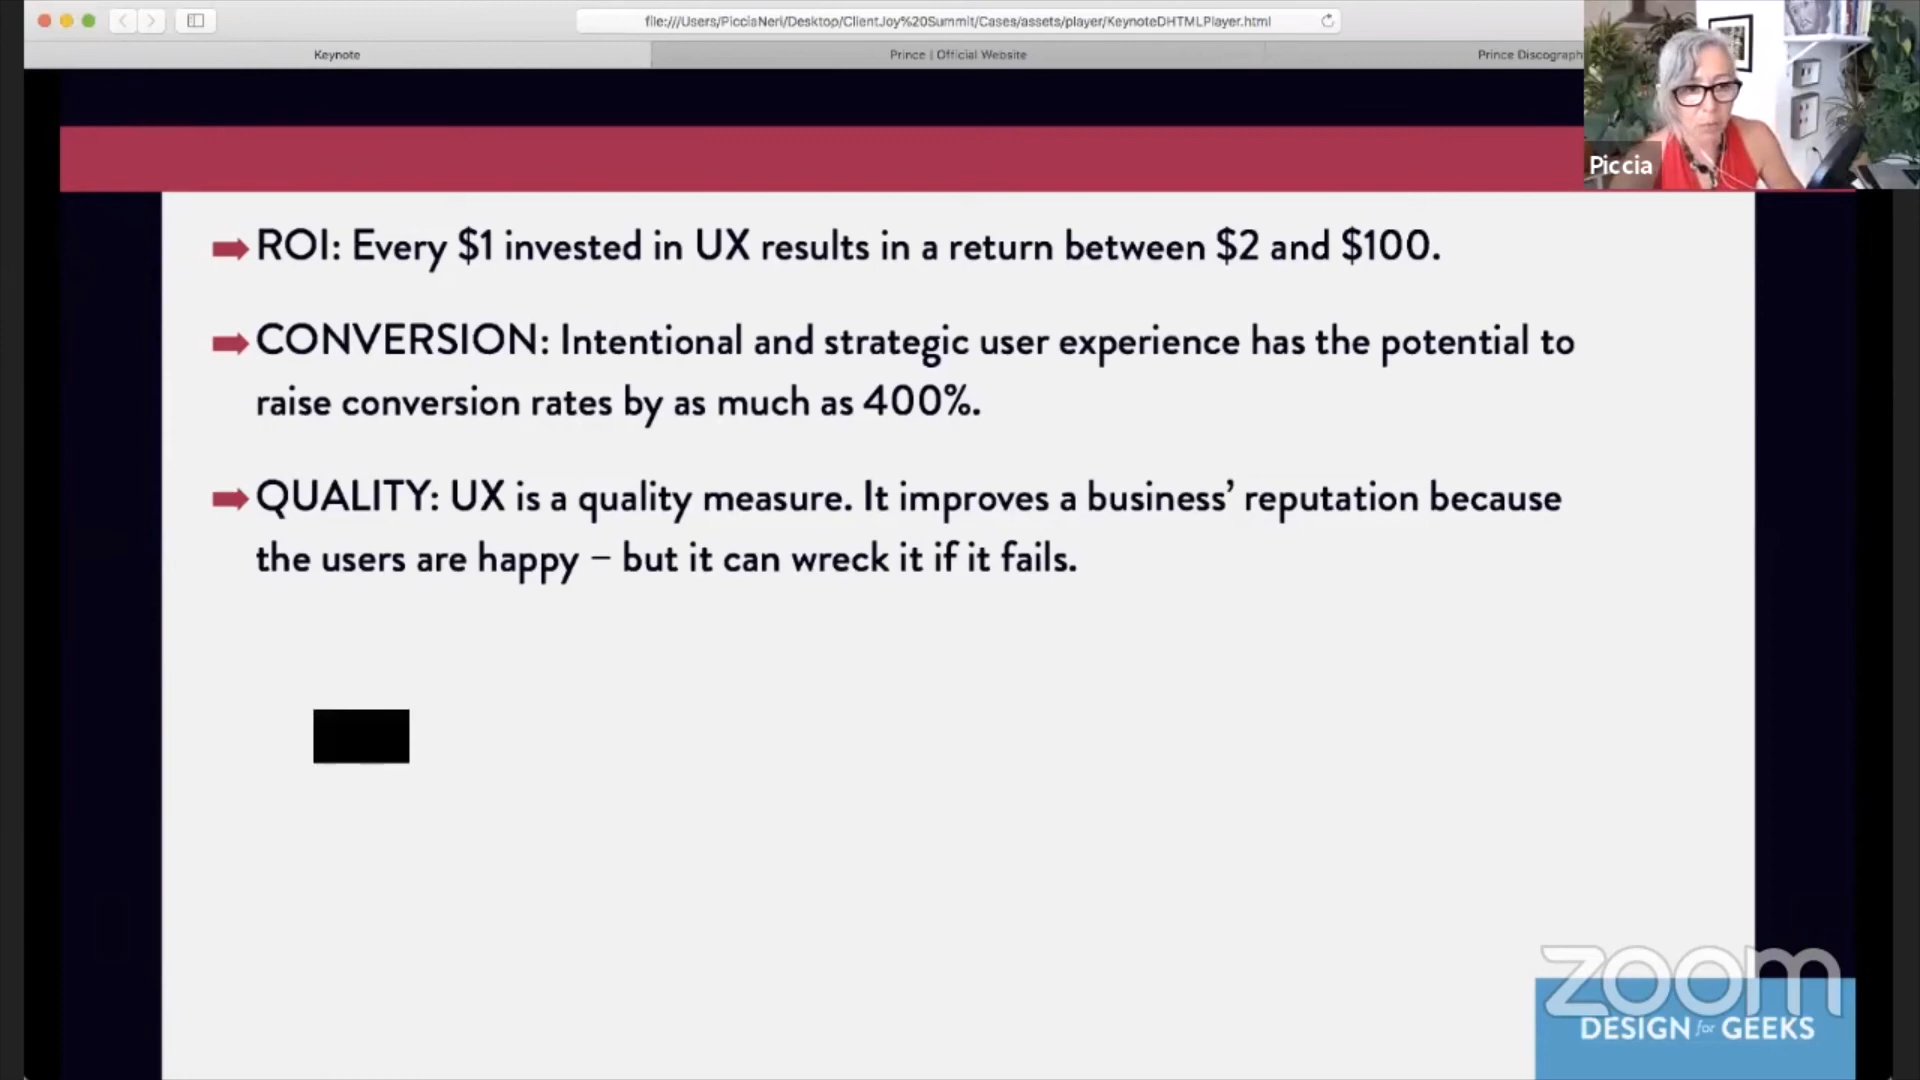 file:///Users/PicciaNeri/Desktop/ClientJoy%20Summit/Cases/assets/player/KeynoteDHTMLPlayer.html
Keynote
Prince | Official Website
Prince Discograph
Piccia
ROI: Every $1 invested in UX results in a return between $2 and $100.
CONVERSION: Intentional and strategic user experience has the potential to
raise conversion rates by as much as 400%.
QUALITY: UX is a quality measure. It improves a business’ reputation because
the users are happy – but it can wreck it if it fails.
zoom
DESIGN for GEEKS